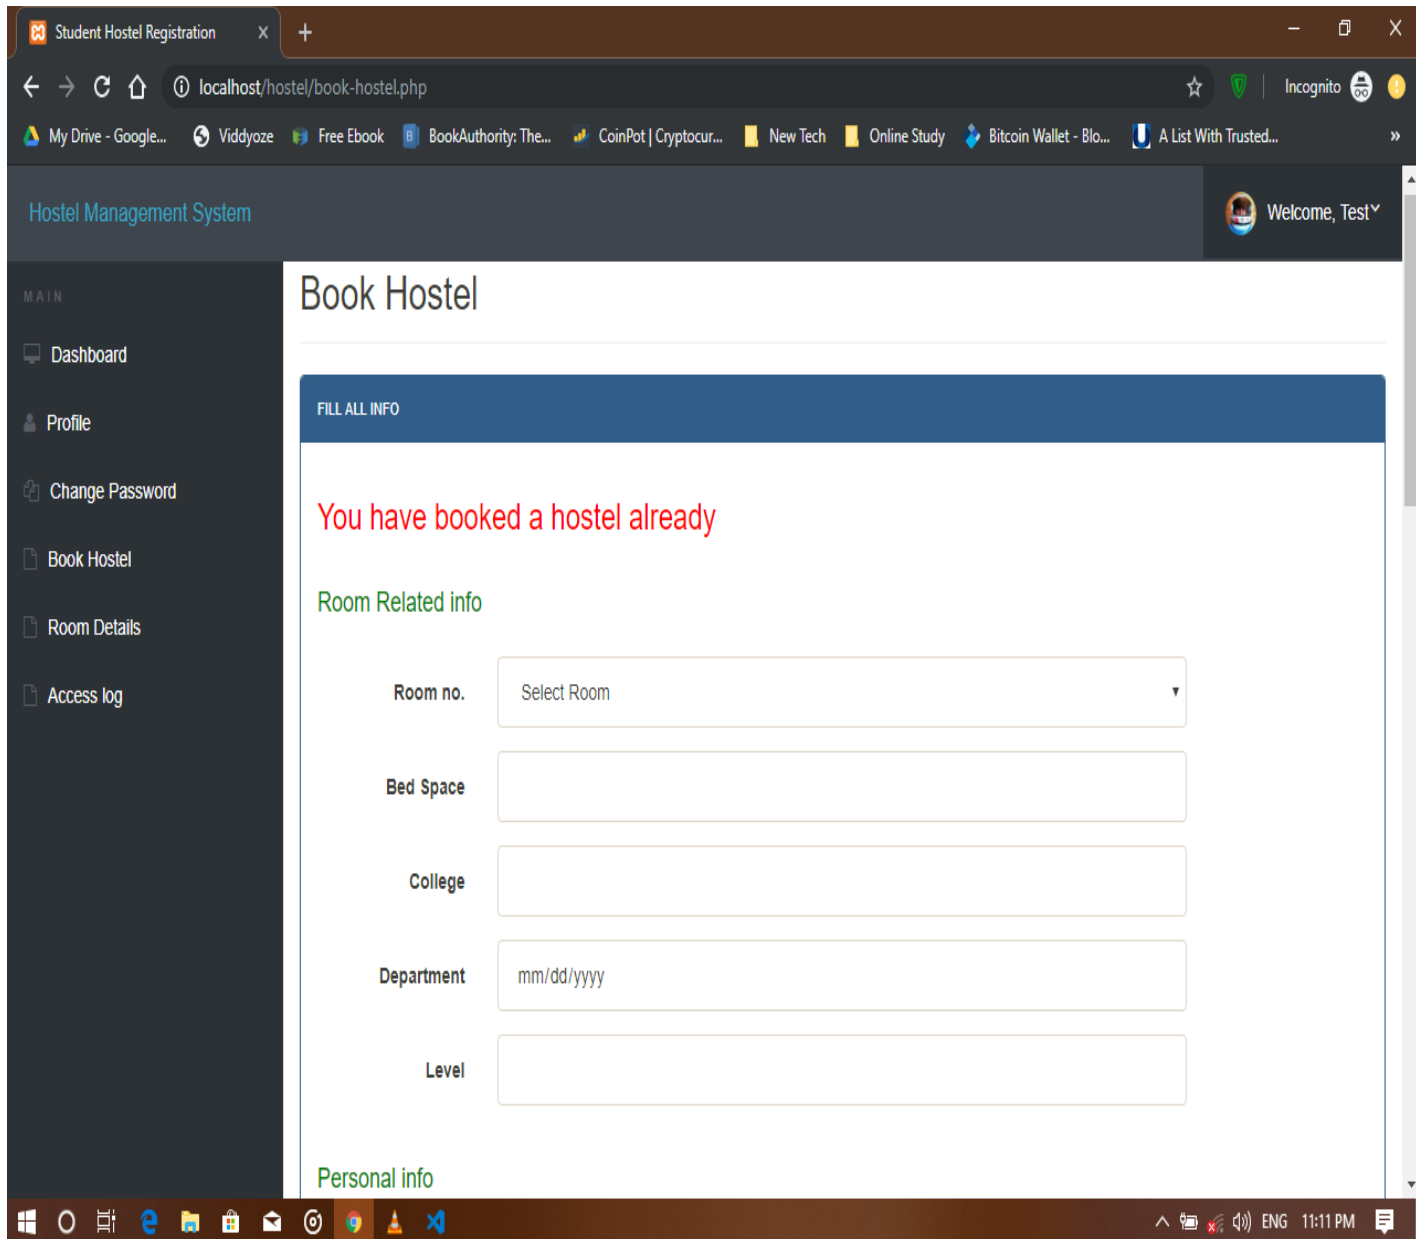 Student Hostel Registration
localhost/hostel/book-hostel.php
Incognito
My Drive - Google... Viddyoze Free Ebook BookAuthority: The... CoinPot | Cryptocur... New Tech Online Study Bitcoin Wallet - Blo... A List With Trusted... »
Hostel Management System
Welcome, Test
MAIN
Dashboard
Profile
Change Password
Book Hostel
Room Details
Access log
Book Hostel
FILL ALL INFO
You have booked a hostel already
Room Related info
Room no. Select Room
Bed Space
College
Department mm/dd/yyyy
Level
Personal info
ENG 11:11 PM